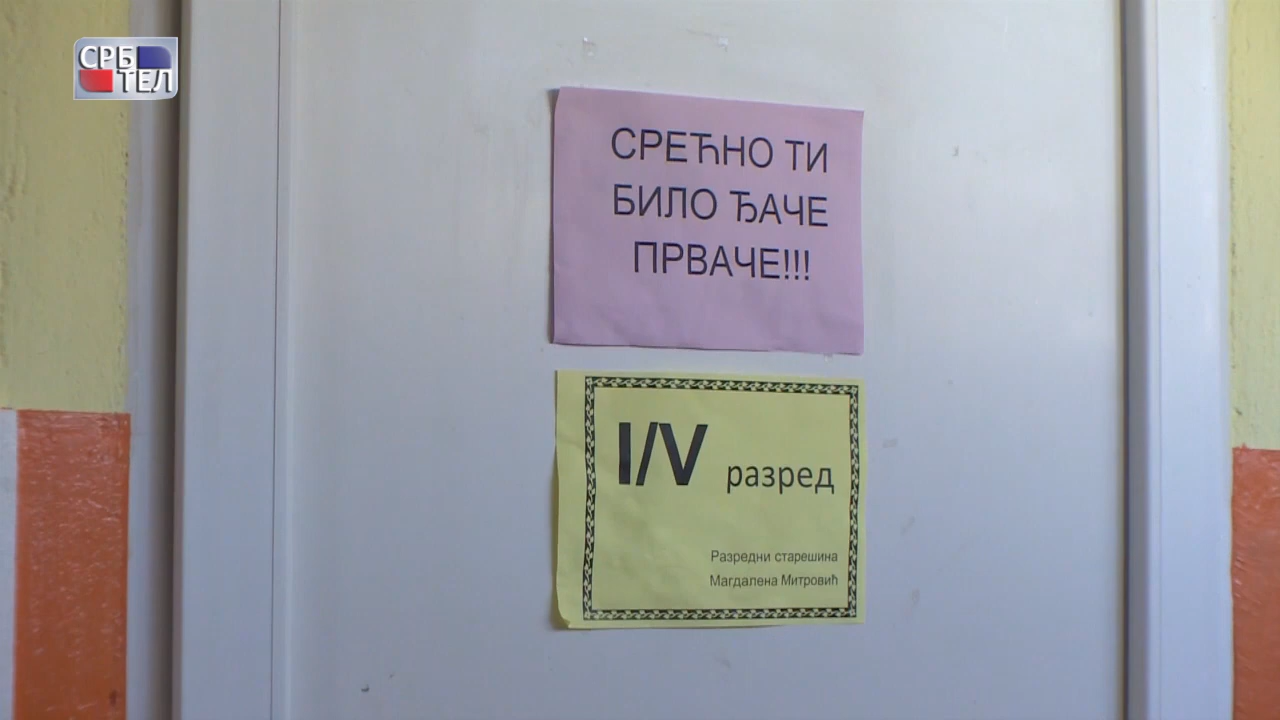 СРБ
ТЕЛ
СРЕЋНО ТИ
БИЛО ЂАЧЕ
ПРВАЧЕ!!!
I/V разред
Разредни старешина
Магдалена Митровић